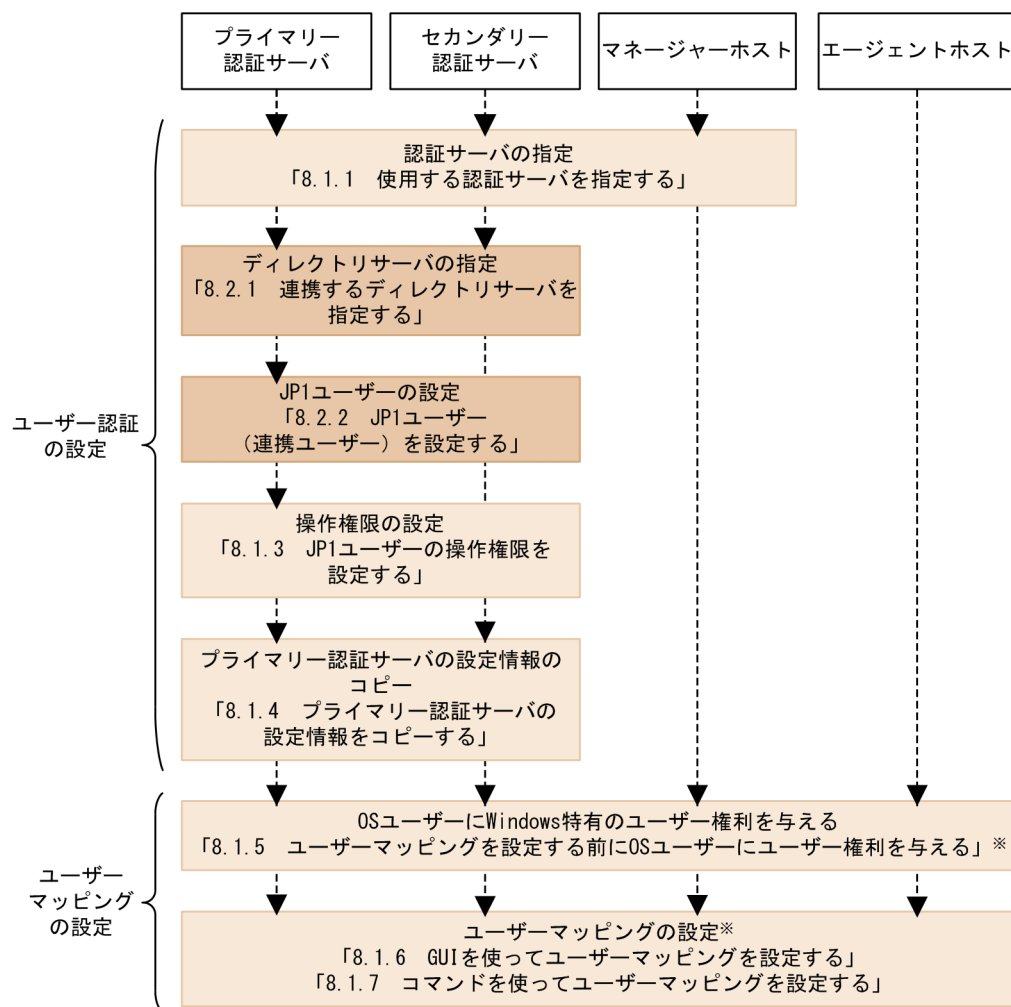 プライマリー
認証サーバ
セカンダリー
認証サーバ
マネージャーホスト
エージェントホスト
認証サーバの指定
「8.1.1　使用する認証サーバを指定する」
ディレクトリサーバの指定
「8.2.1　連携するディレクトリサーバを
指定する」
JP1ユーザーの設定
「8.2.2　JP1ユーザー
（連携ユーザー）を設定する」
ユーザー認証
の設定
操作権限の設定
「8.1.3　JP1ユーザーの操作権限を
設定する」
プライマリー認証サーバの設定情報の
コピー
「8.1.4　プライマリー認証サーバの
設定情報をコピーする」
OSユーザーにWindows特有のユーザー権利を与える
「8.1.5　ユーザーマッピングを設定する前にOSユーザーにユーザー権利を与える」※
ユーザー
マッピング
の設定
ユーザーマッピングの設定※
「8.1.6　GUIを使ってユーザーマッピングを設定する」
「8.1.7　コマンドを使ってユーザーマッピングを設定する」